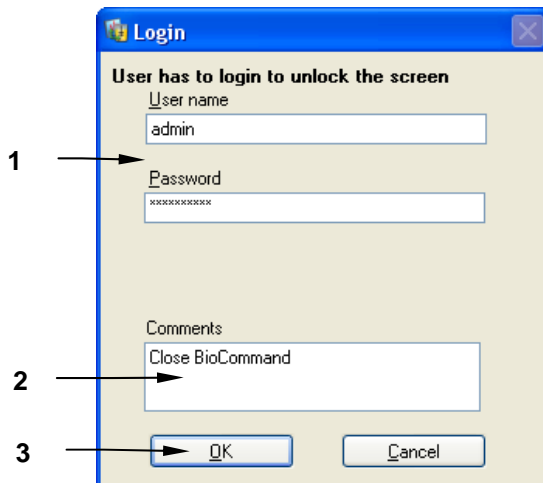 Login
User has to login to unlock the screen
User name
admin
1
Password
**********
Comments
Close BioCommand
2
3
OK
Cancel